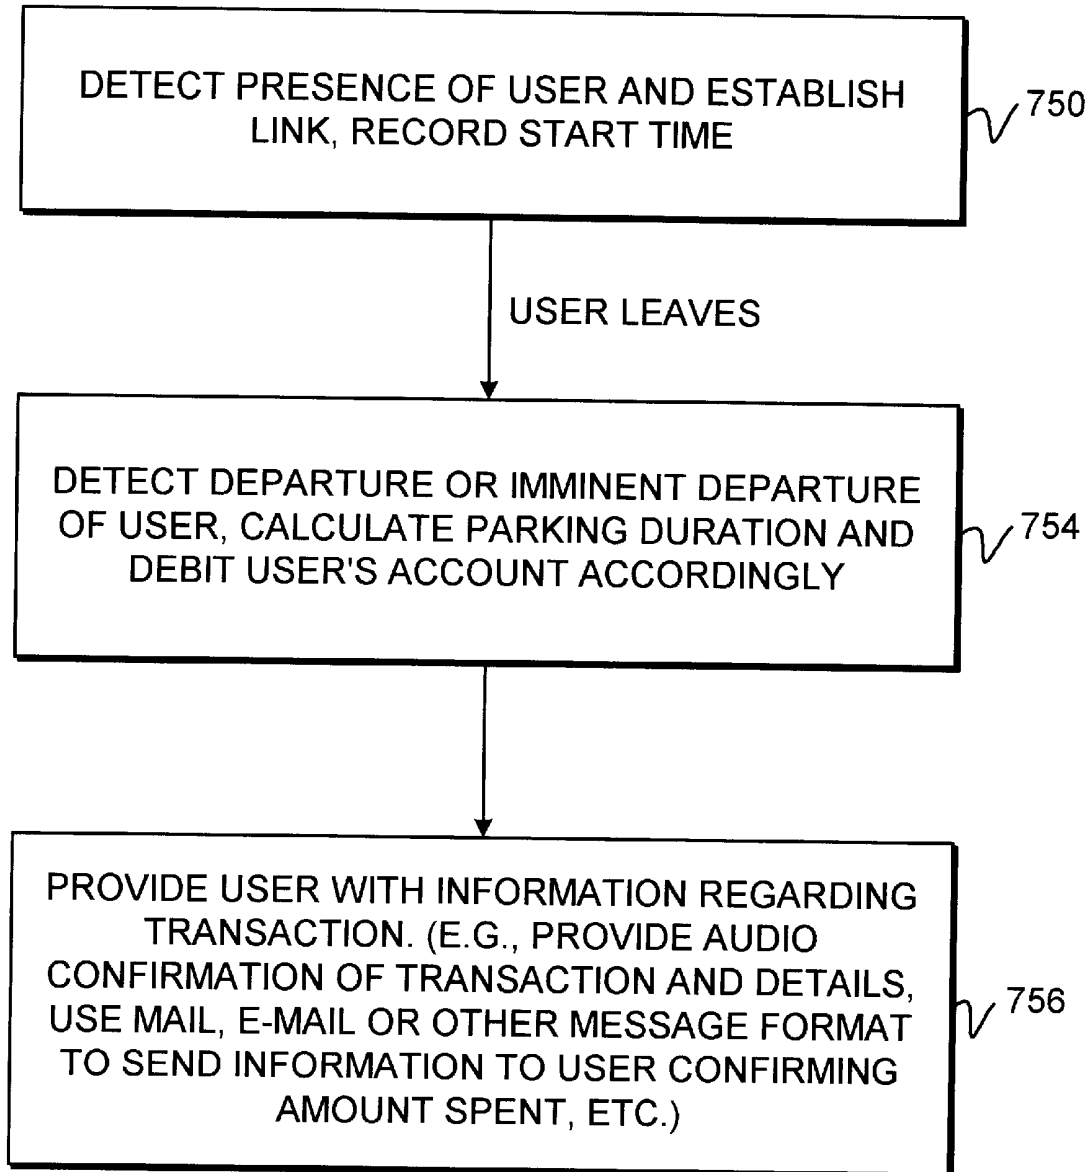 DETECT PRESENCE OF USER AND ESTABLISH
LINK, RECORD START TIME
750
USER LEAVES
DETECT DEPARTURE OR IMMINENT DEPARTURE
OF USER, CALCULATE PARKING DURATION AND
DEBIT USER'S ACCOUNT ACCORDINGLY
754
PROVIDE USER WITH INFORMATION REGARDING
TRANSACTION. (E.G., PROVIDE AUDIO
CONFIRMATION OF TRANSACTION AND DETAILS,
USE MAIL, E-MAIL OR OTHER MESSAGE FORMAT
TO SEND INFORMATION TO USER CONFIRMING
AMOUNT SPENT, ETC.)
756